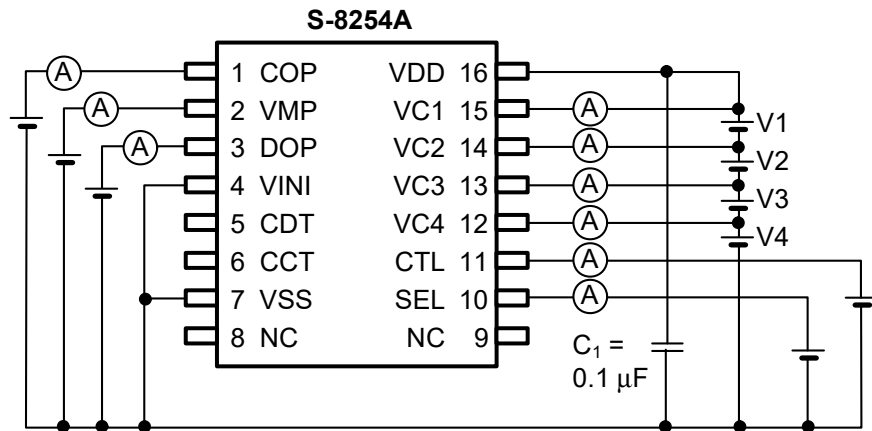 S-8254A
A 1 COP VDD 16
A 2 VMP VC1 15 A V1
A 3 DOP VC2 14 A V2
4 VINI VC3 13 A V3
5 CDT VC4 12 A V4
6 CCT CTL 11 A
7 VSS SEL 10 A
8 NC NC 9
C₁ =
0.1 µF